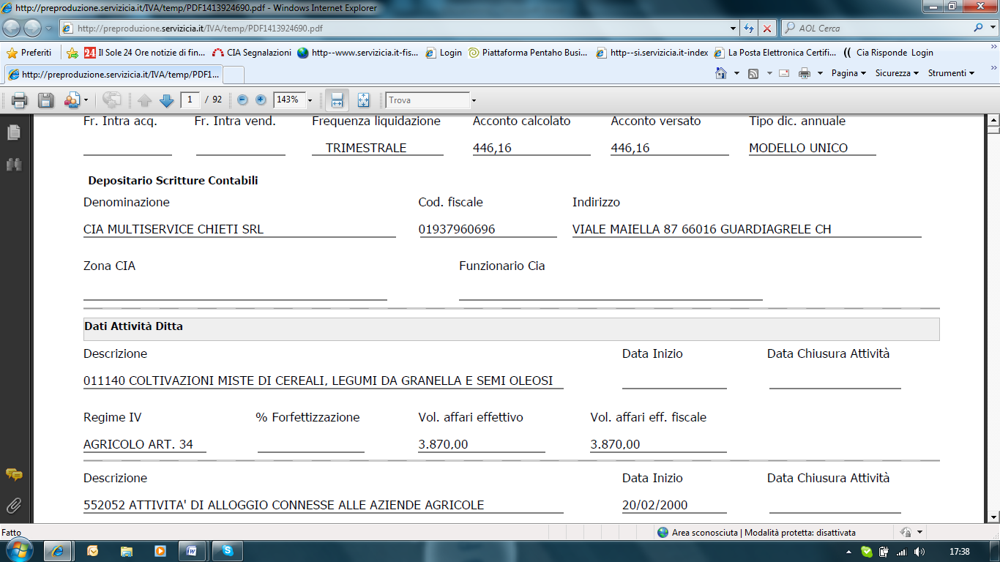 http://preproduzione.servizicia.it/IVA/temp/PDF1413924690.pdf - Windows Internet Explorer
http://preproduzione.servizicia.it/IVA/temp/PDF1413924690.pdf
AOL Cerca
Preferiti
24 Il Sole 24 Ore notizie di fin...
CIA Segnalazioni
http--www.servizicia.it-fis...
Login
Piattaforma Pentaho Busi...
http--si.servizicia.it-index
La Posta Elettronica Certifi...
Cia Risponde Login
http://preproduzione.servizicia.it/IVA/temp/PDF1...
Pagina
Sicurezza
Strumenti
1 / 92
143%
Trova
Fr. Intra acq. Fr. Intra vend. Frequenza liquidazione Acconto calcolato Acconto versato Tipo dic. annuale
TRIMESTRALE 446,16 446,16 MODELLO UNICO
Depositario Scritture Contabili
Denominazione Cod. fiscale Indirizzo
CIA MULTISERVICE CHIETI SRL 01937960696 VIALE MAIELLA 87 66016 GUARDIAGRELE CH
Zona CIA Funzionario Cia
Dati Attività Ditta
Descrizione Data Inizio Data Chiusura Attività
011140 COLTIVAZIONI MISTE DI CEREALI, LEGUMI DA GRANELLA E SEMI OLEOSI
Regime IV % Forfettizzazione Vol. affari effettivo Vol. affari eff. fiscale
AGRICOLO ART. 34 3.870,00 3.870,00
Descrizione Data Inizio Data Chiusura Attività
552052 ATTIVITA' DI ALLOGGIO CONNESSE ALLE AZIENDE AGRICOLE 20/02/2000
Fatto
Area sconosciuta | Modalità protetta: disattivata
17:38